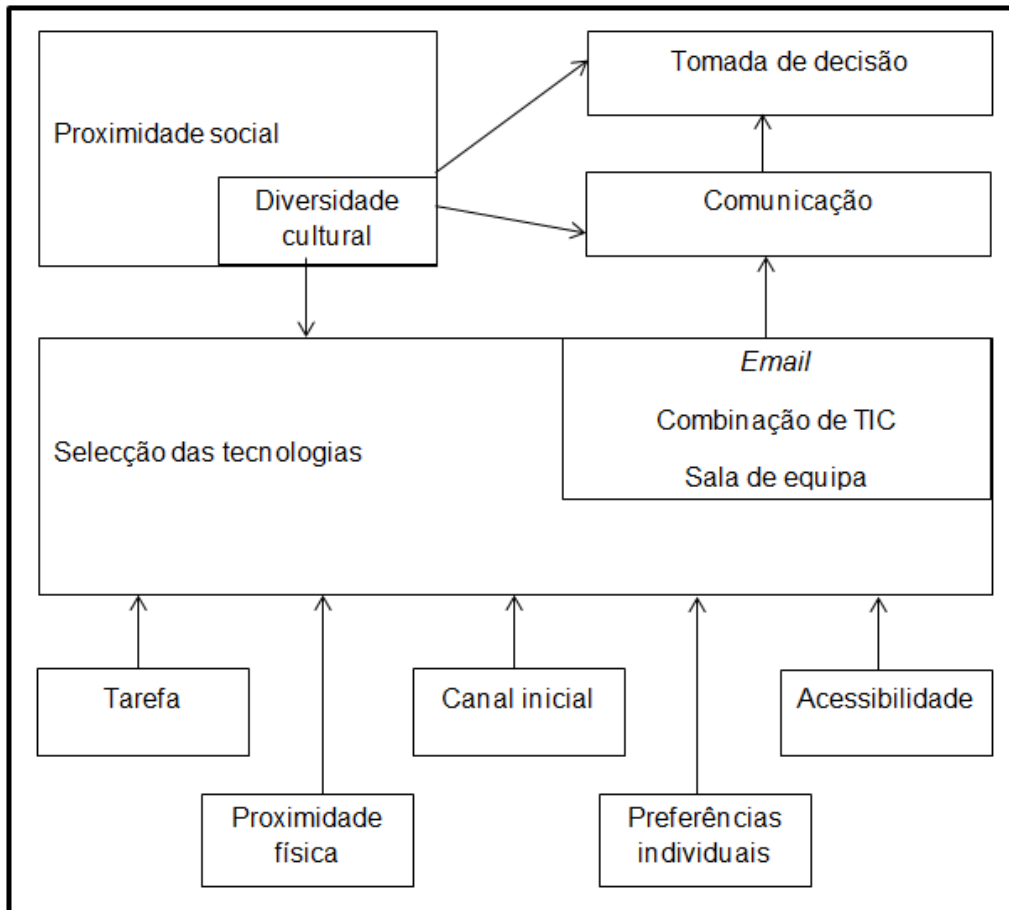 Tomada de decisão
Proximidade social
Diversidade
cultural
Comunicação
Email
Combinação de TIC
Selecção das tecnologias
Sala de equipa
Tarefa
Canal inicial
Acessibilidade
Proximidade
física
Preferências
individuais